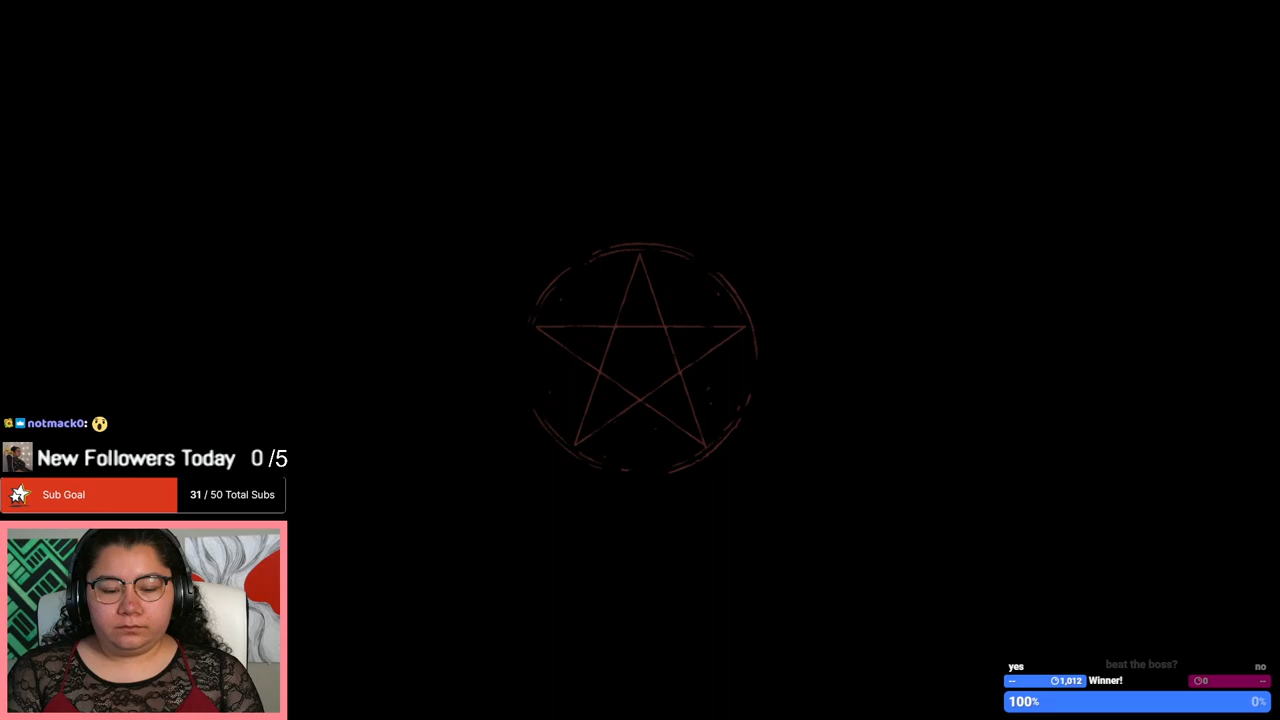 notmack0:
New Followers Today 0 /5
Sub Goal 31 / 50 Total Subs
beat the boss?
yes no
-- 1,012 Winner! 0 --
100% 0%